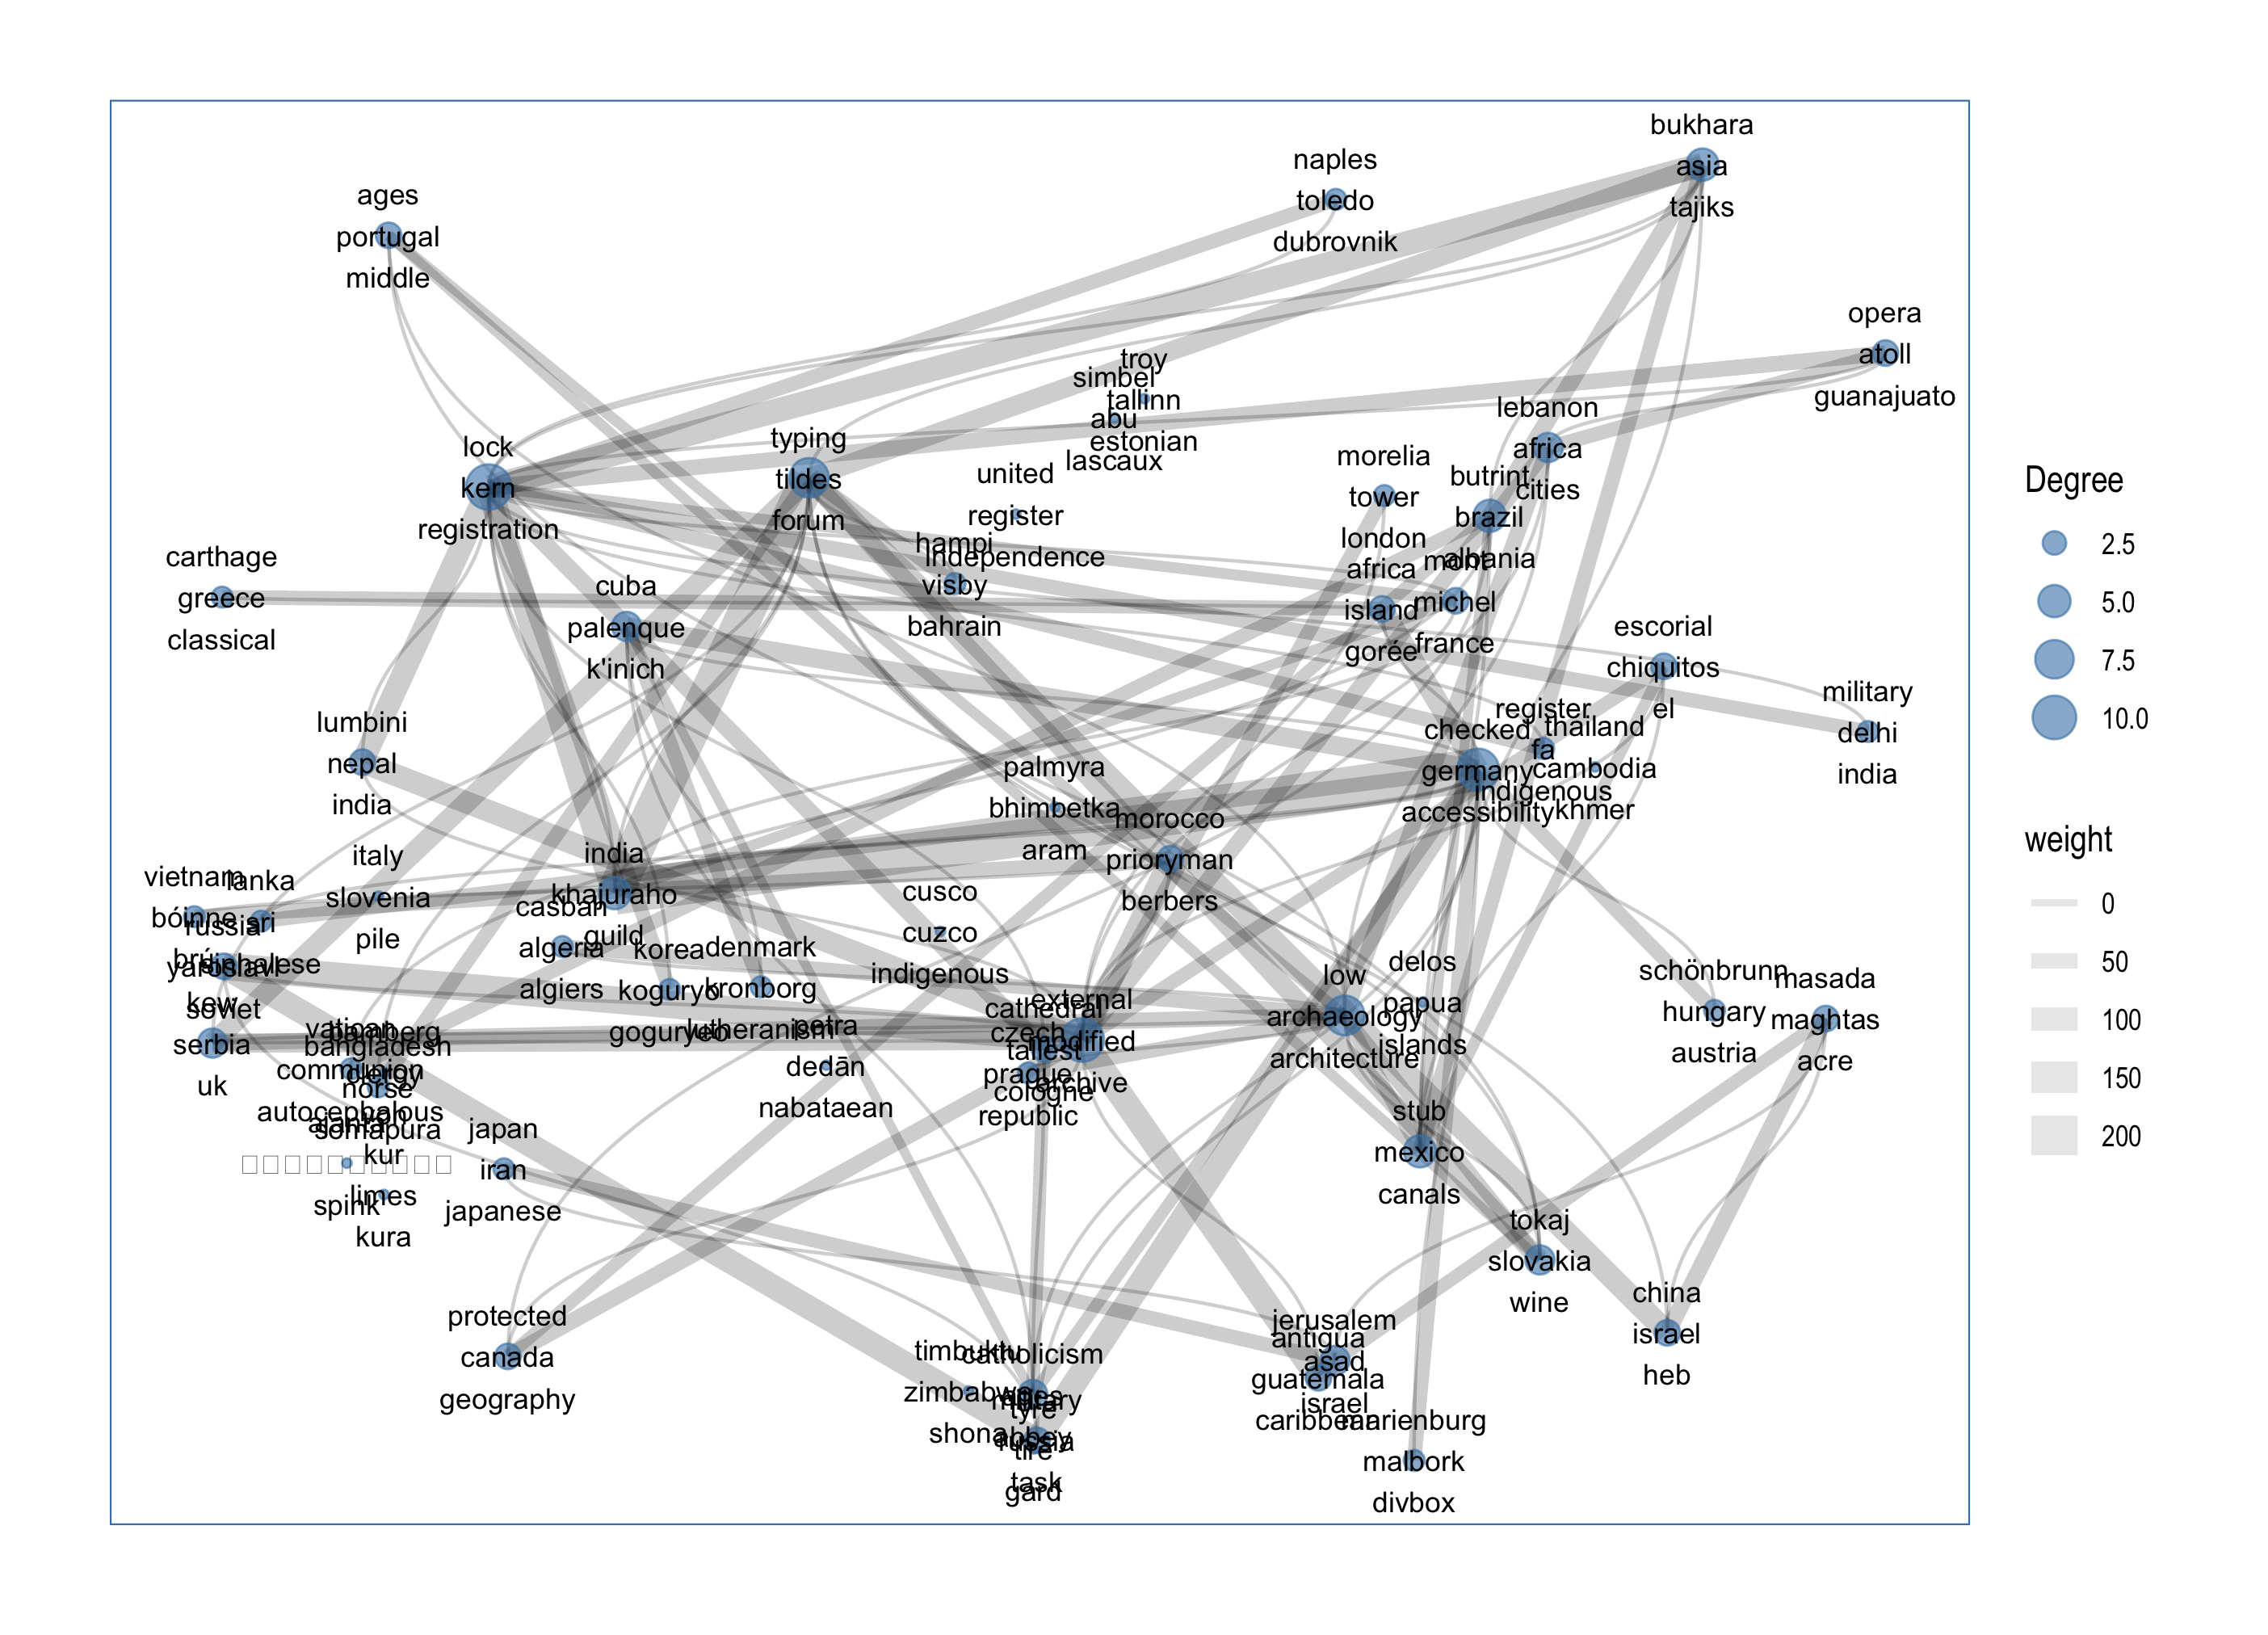 bukhara
asia
tajiks
naples
toledo
dubrovnik
ages
portugal
middle
opera
atoll
guanajuato
troy
tallinn
estonian
simbel
abu
lascaux
lebanon
africa
cities
lock
kern
registration
typing
tildes
forum
united
register
independence
morelia
tower
london
butrint
brazil
albania
hampi
visby
bahrain
carthage
greece
classical
cuba
palenque
k'inich
africa
island
gorée
mont
michel
france
escorial
chiquitos
el
military
delhi
india
register
fa
indigenous
thailand
cambodia
khmer
checked
germany
accessibility
lumbini
nepal
india
palmyra
bhimbetka
aram
morocco
prioryman
berbers
italy
slovenia
pile
india
khajuraho
guild
vietnam
bóinne
brú
lanka
sri
sinhalese
russia
yaroslavl
kew
casbah
algeria
algiers
korea
koguryo
goguryeo
denmark
kronborg
lutheranism
cusco
cuzco
indigenous
soviet
serbia
uk
low
archaeology
architecture
delos
papua
islands
schönbrunn
hungary
austria
masada
maghtas
acre
external
modified
archive
cathedral
czech
tallest
prague
cologne
republic
petra
dedān
nabataean
vatican
bamberg
communion
bangladesh
clergy
norse
autocephalous
somapura
kur
limes
kura
spink
japan
iran
japanese
stub
mexico
canals
tokaj
slovakia
wine
china
israel
heb
protected
canada
geography
timbuktu
zimbabwe
shona
catholicism
military
tyre
abbey
russia
tire
task
gard
jerusalem
asad
israel
antigua
guatemala
caribbean
marienburg
malbork
divbox
Degree
2.5
5.0
7.5
10.0
weight
0
50
100
150
200